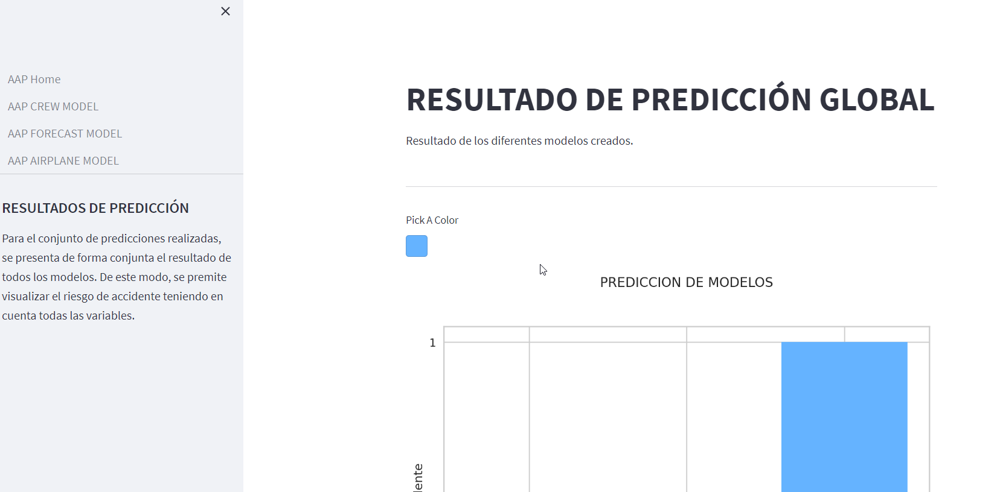 AAP Home
AAP CREW MODEL
AAP FORECAST MODEL
AAP AIRPLANE MODEL
RESULTADOS DE PREDICCIÓN
Para el conjunto de predicciones realizadas,
se presenta de forma conjunta el resultado de
todos los modelos. De este modo, se premite
visualizar el riesgo de accidente teniendo en
cuenta todas las variables.
RESULTADO DE PREDICCIÓN GLOBAL
Resultado de los diferentes modelos creados.
Pick A Color
PREDICCION DE MODELOS
1